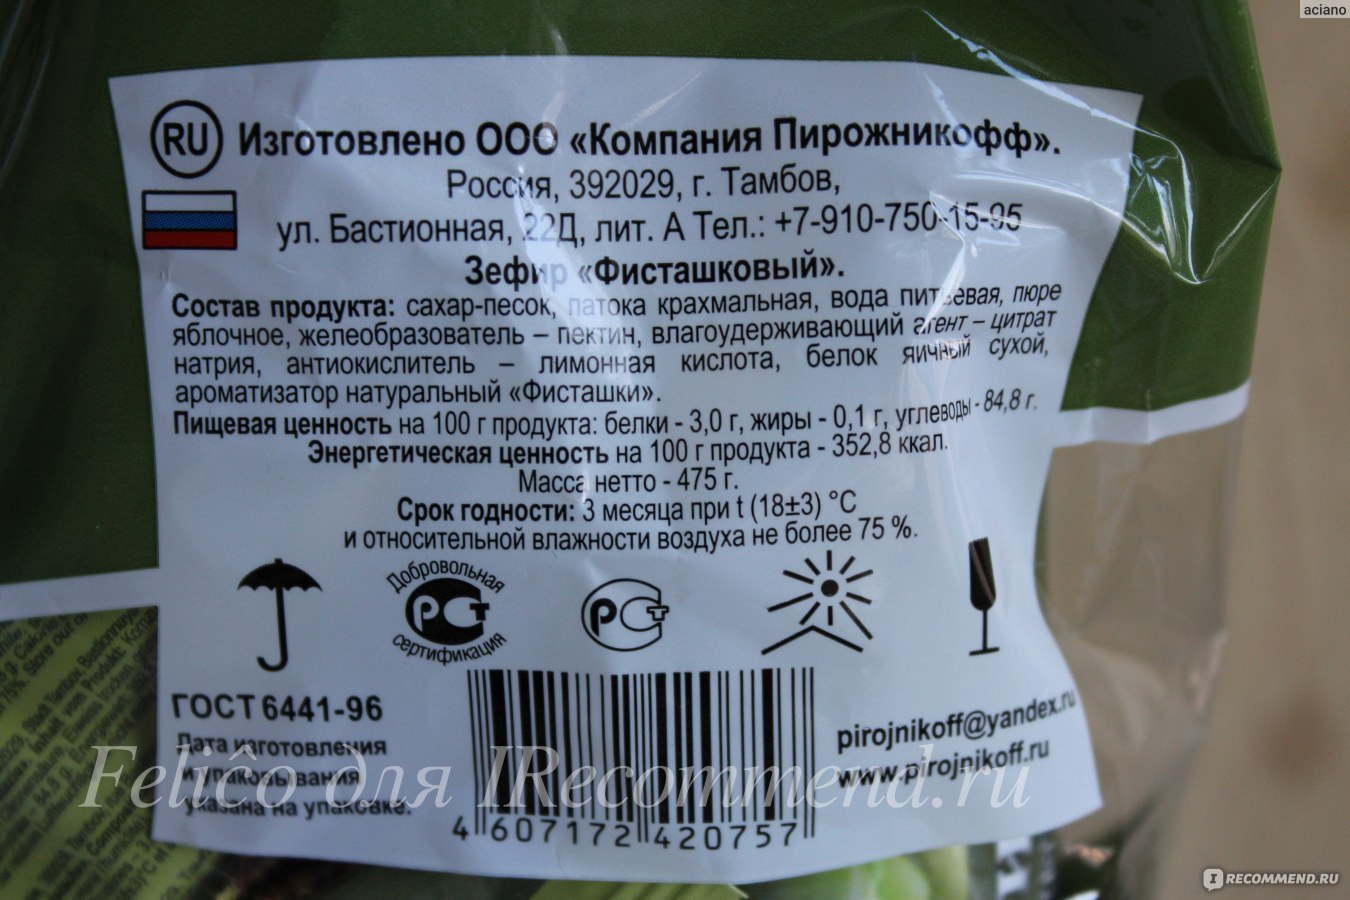 aciano
RU Изготовлено ООО «Компания Пирожникофф».
Россия, 392029, г. Тамбов,
ул. Бастионная, 22Д, лит. А Тел.: +7-910-750-15-95
Зефир «Фисташковый».
Состав продукта: сахар-песок, патока крахмальная, вода питьевая, пюре
яблочное, желеобразователь – пектин, влагоудерживающий агент – цитрат
натрия, антиокислитель – лимонная кислота, белок яичный сухой,
ароматизатор натуральный «Фисташки».
Пищевая ценность на 100 г продукта: белки - 3,0 г, жиры - 0,1 г, углеводы - 84,8 г.
Энергетическая ценность на 100 г продукта - 352,8 ккал.
Масса нетто - 475 г.
Срок годности: 3 месяца при t (18±3) °С
и относительной влажности воздуха не более 75 %.
Добровольная
РСТ
сертификация
РСТ
ГОСТ 6441-96
Дата изготовления
и упаковывания
указана на упаковке.
pirojnikoff@yandex.ru
www.pirojnikoff.ru
Feliĉo для IRecommend.ru
4 607172 420757
IRECOMMEND.RU